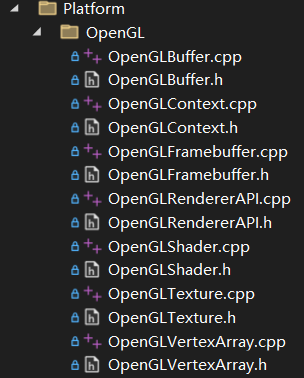 Platform
OpenGL
OpenGLBuffer.cpp
OpenGLBuffer.h
OpenGLContext.cpp
OpenGLContext.h
OpenGLFramebuffer.cpp
OpenGLFramebuffer.h
OpenGLRendererAPI.cpp
OpenGLRendererAPI.h
OpenGLShader.cpp
OpenGLShader.h
OpenGLTexture.cpp
OpenGLTexture.h
OpenGLVertexArray.cpp
OpenGLVertexArray.h